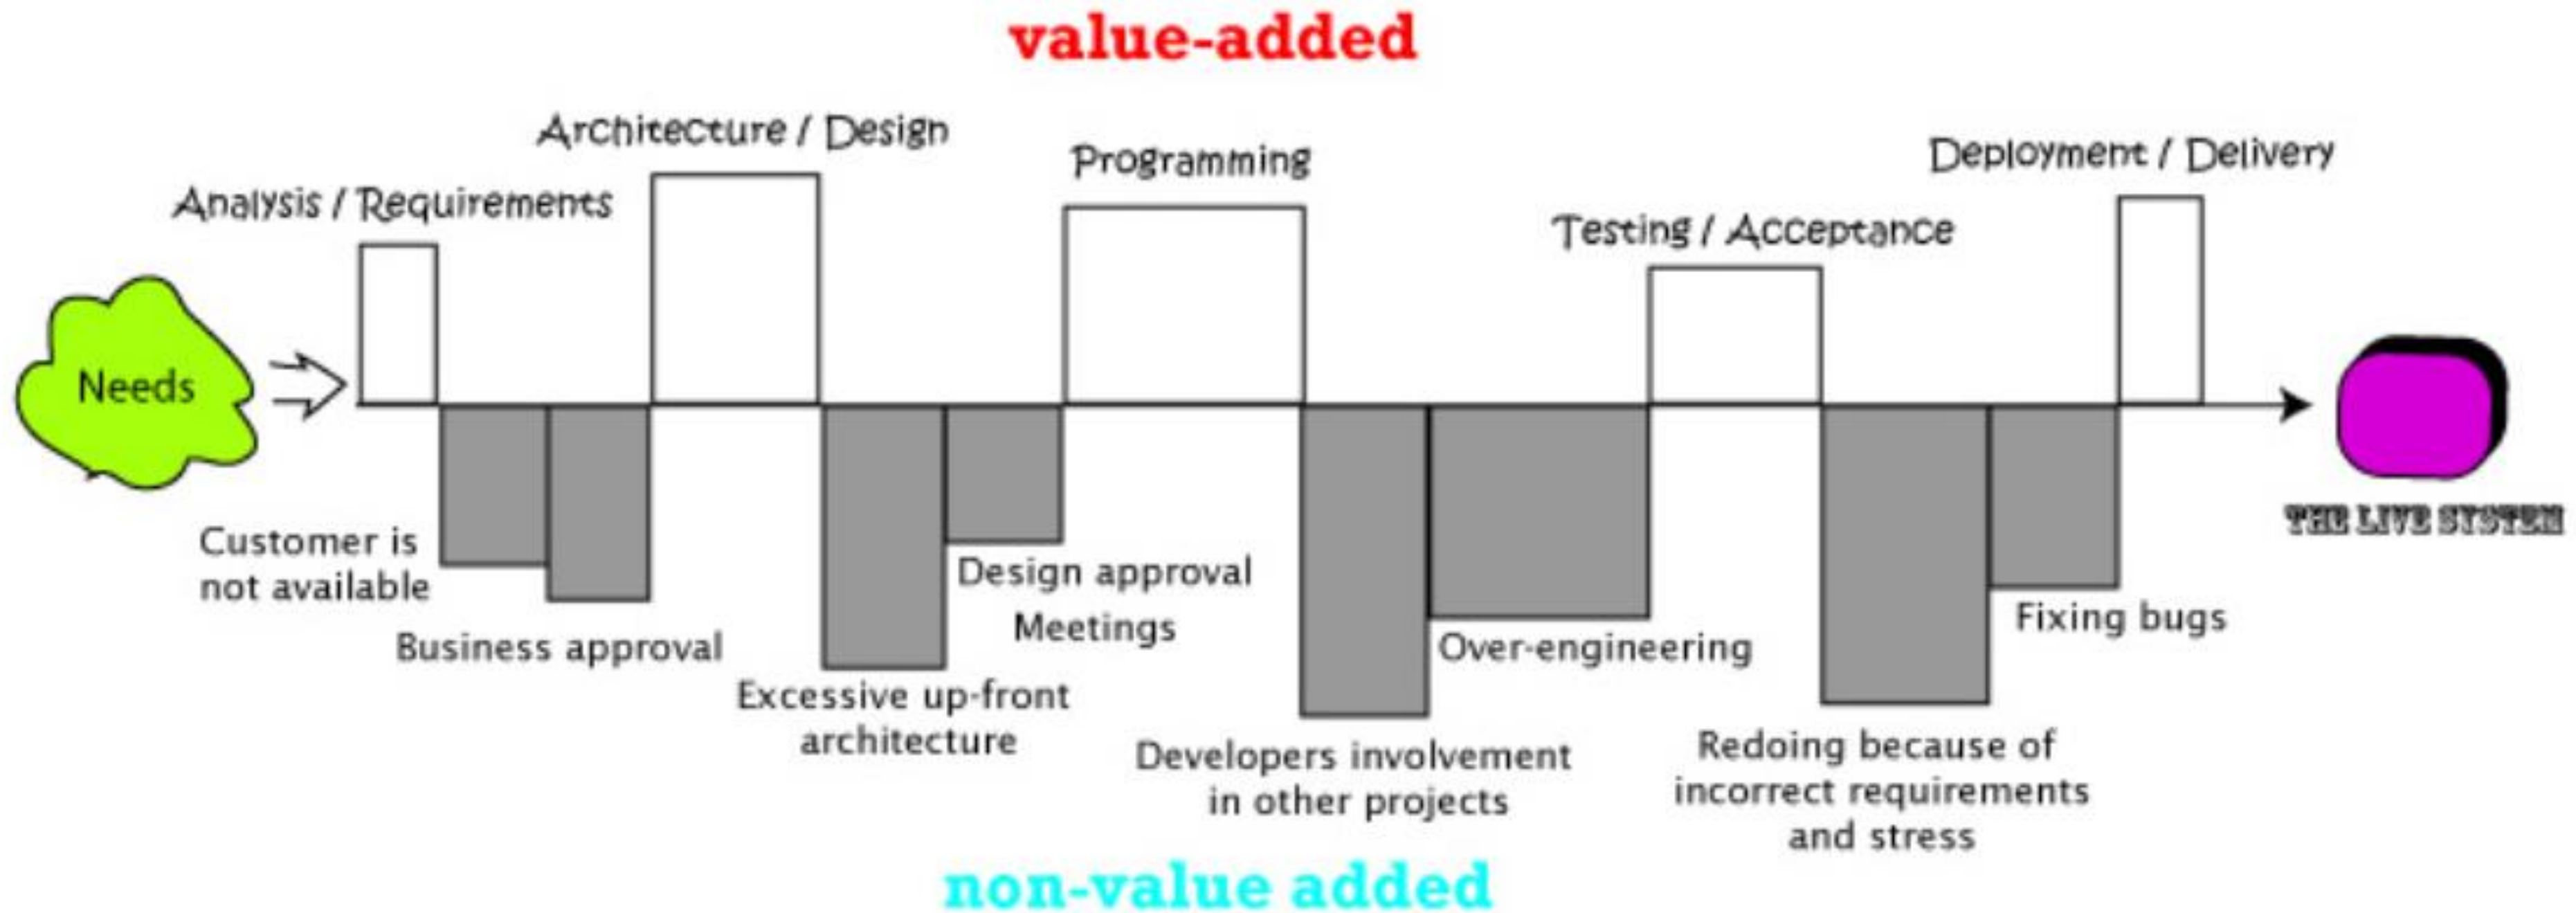 value-added
Architecture / Design
Programming
Deployment / Delivery
Analysis / Requirements
Testing / Acceptance
Needs
THE LIVE SYSTEM
Customer is
not available
Design approval
Meetings
Business approval
Over-engineering
Fixing bugs
Excessive up-front
architecture
Developers involvement
in other projects
Redoing because of
incorrect requirements
and stress
non-value added